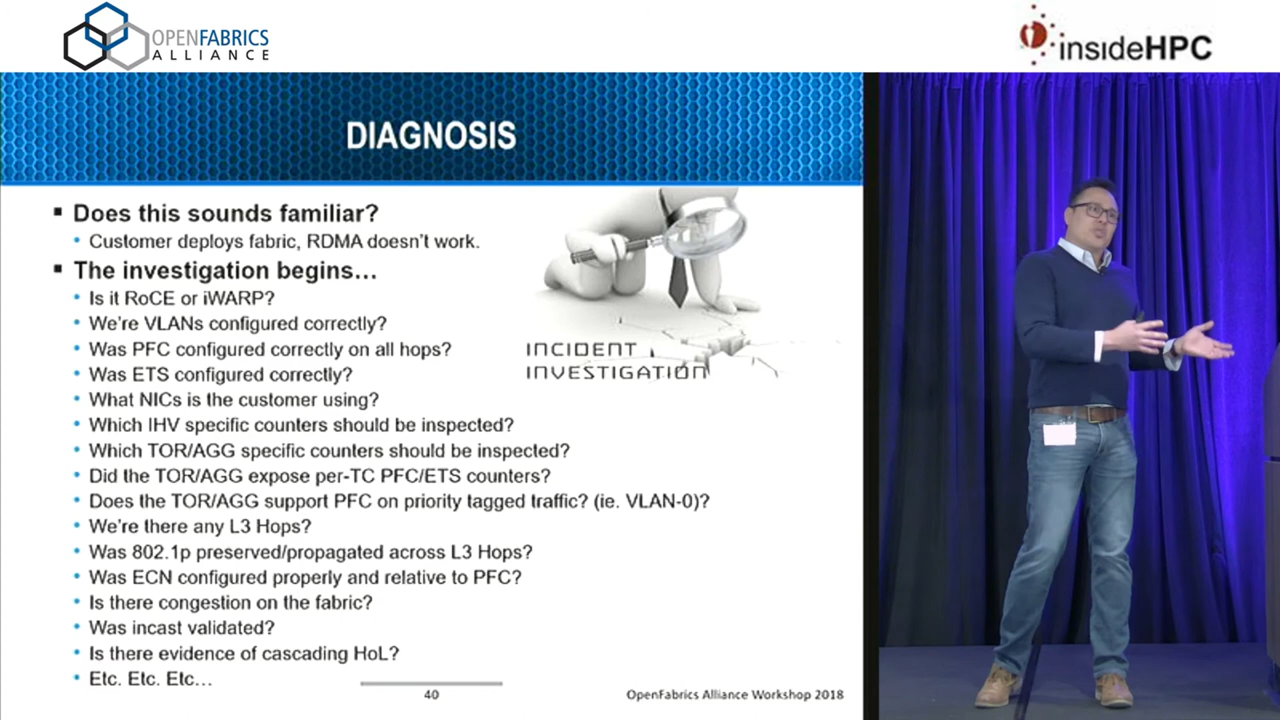 OPENFABRICS
ALLIANCE
insideHPC
DIAGNOSIS
Does this sounds familiar?
Customer deploys fabric, RDMA doesn't work.
The investigation begins…
Is it RoCE or iWARP?
We're VLANs configured correctly?
Was PFC configured correctly on all hops?
Was ETS configured correctly?
What NICs is the customer using?
Which IHV specific counters should be inspected?
Which TOR/AGG specific counters should be inspected?
Did the TOR/AGG expose per-TC PFC/ETS counters?
Does the TOR/AGG support PFC on priority tagged traffic? (ie. VLAN-0)?
We're there any L3 Hops?
Was 802.1p preserved/propagated across L3 Hops?
Was ECN configured properly and relative to PFC?
Is there congestion on the fabric?
Was incast validated?
Is there evidence of cascading HoL?
Etc. Etc. Etc…
INCIDENT
INVESTIGATION
40
OpenFabrics Alliance Workshop 2018